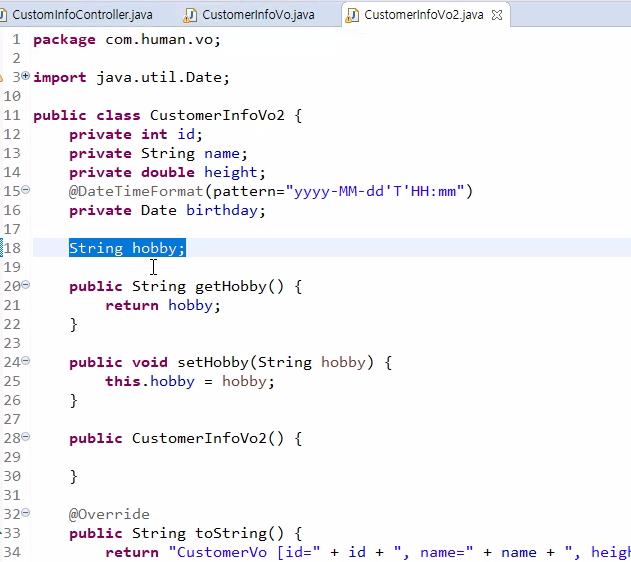 CustomInfoController.java CustomerInfoVo.java CustomerInfoVo2.java
1 package com.human.vo;
2
3 import java.util.Date;
10
11 public class CustomerInfoVo2 {
12 private int id;
13 private String name;
14 private double height;
15 @DateTimeFormat(pattern="yyyy-MM-dd'T'HH:mm")
16 private Date birthday;
17
18 String hobby;
19
20 public String getHobby() {
21 return hobby;
22 }
23
24 public void setHobby(String hobby) {
25 this.hobby = hobby;
26 }
27
28 public CustomerInfoVo2() {
29
30 }
31
32 @Override
33 public String toString() {
34 return "CustomerVo [id=" + id + ", name=" + name + ", heigh